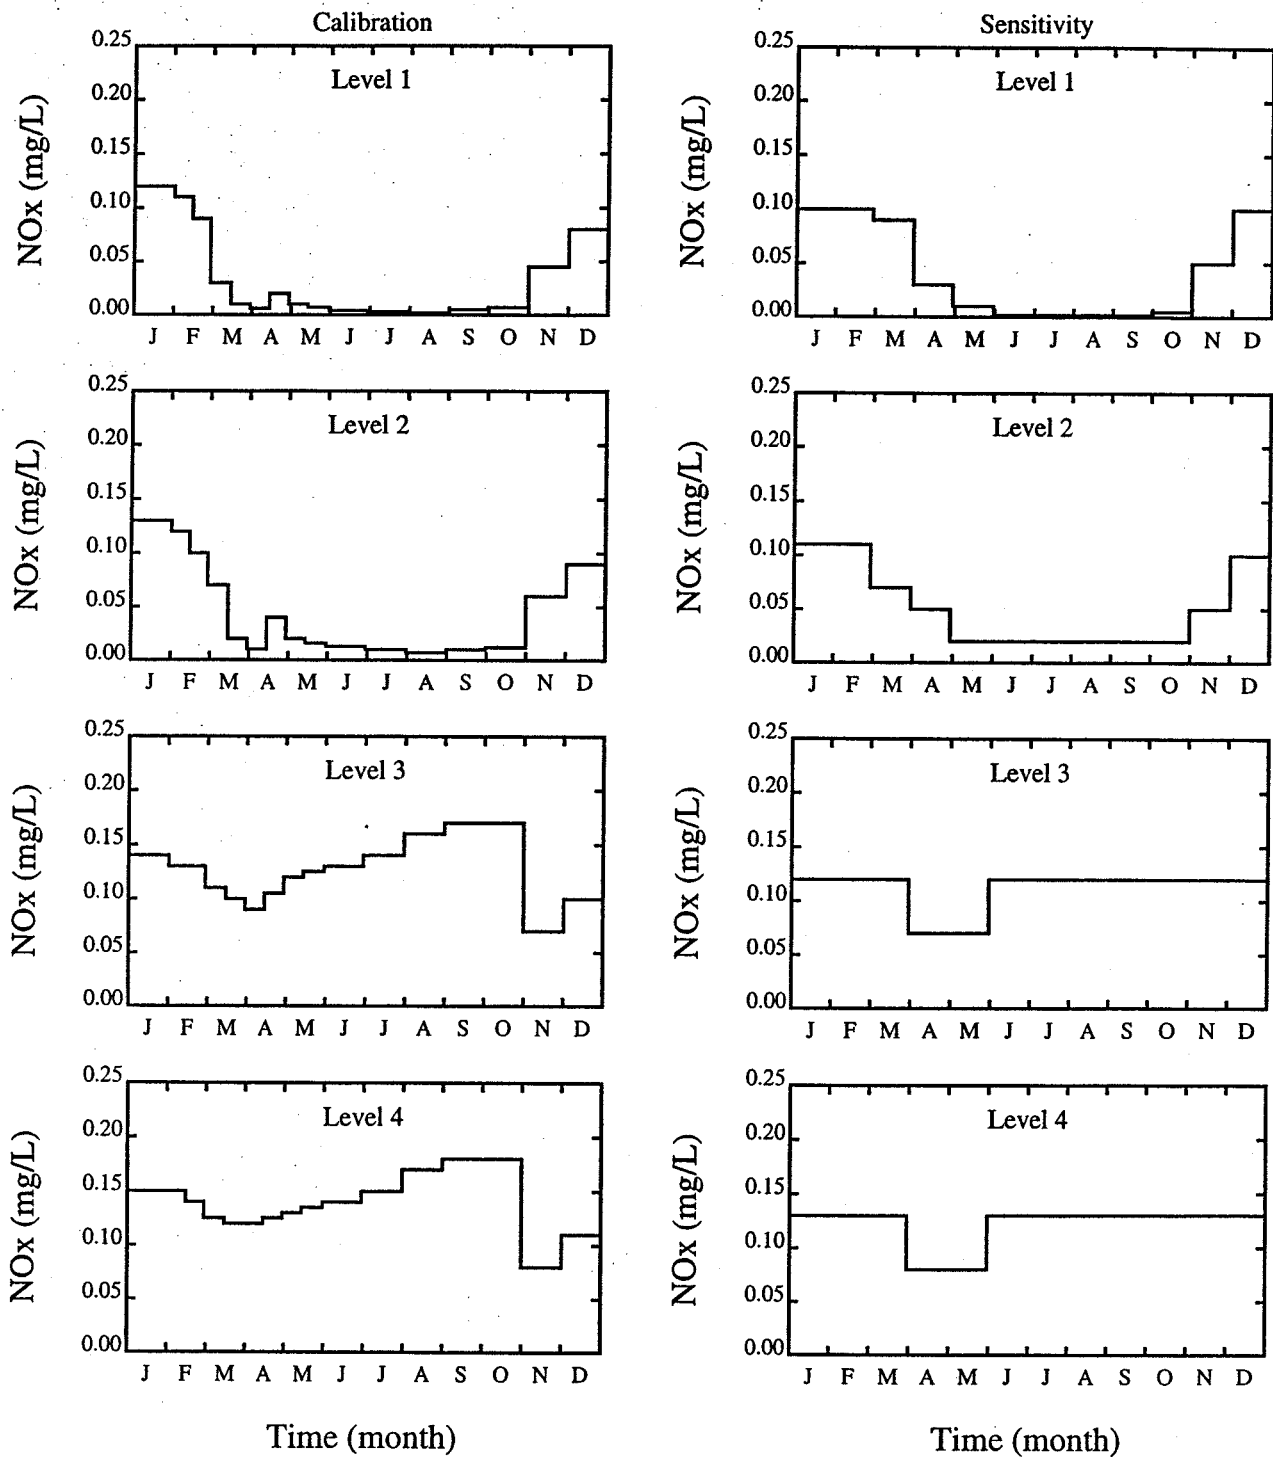 Calibration
Level 1
NOx (mg/L)
0.25
0.20
0.15
0.10
0.05
0.00
J F M A M J J A S O N D
Sensitivity
Level 1
NOx (mg/L)
0.25
0.20
0.15
0.10
0.05
0.00
J F M A M J J A S O N D
Level 2
NOx (mg/L)
0.25
0.20
0.15
0.10
0.05
0.00
J F M A M J J A S O N D
Level 2
NOx (mg/L)
0.25
0.20
0.15
0.10
0.05
0.00
J F M A M J J A S O N D
Level 3
NOx (mg/L)
0.25
0.20
0.15
0.10
0.05
0.00
J F M A M J J A S O N D
Level 3
NOx (mg/L)
0.25
0.20
0.15
0.10
0.05
0.00
J F M A M J J A S O N D
Level 4
NOx (mg/L)
0.25
0.20
0.15
0.10
0.05
0.00
J F M A M J J A S O N D
Time (month)
Level 4
NOx (mg/L)
0.25
0.20
0.15
0.10
0.05
0.00
J F M A M J J A S O N D
Time (month)